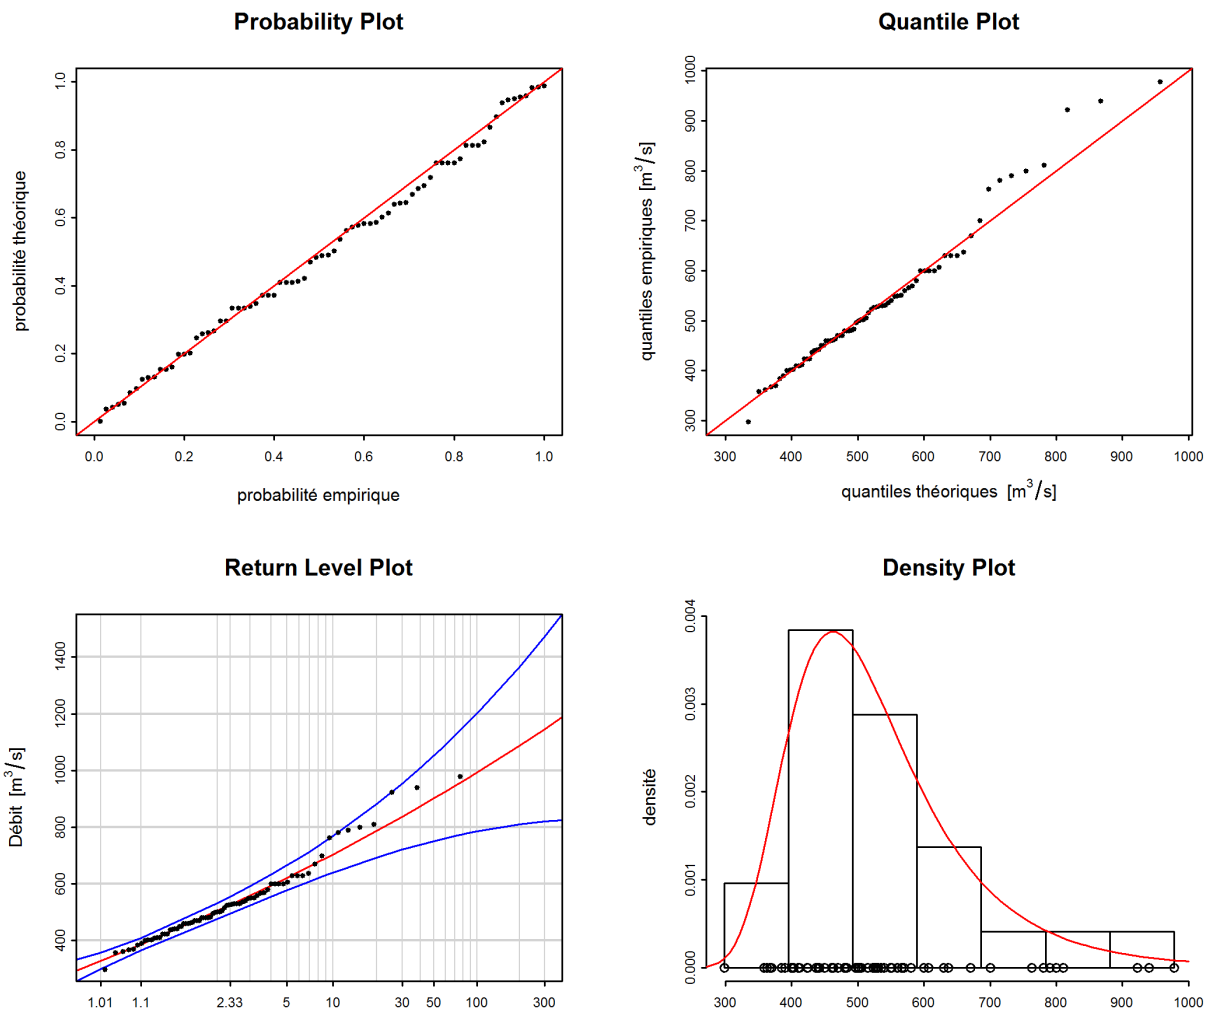 Probability Plot
probabilité théorique
0.0 0.2 0.4 0.6 0.8 1.0
0.0 0.2 0.4 0.6 0.8 1.0
probabilité empirique
Quantile Plot
quantiles empiriques [m³/s]
300 400 500 600 700 800 900 1000
300 400 500 600 700 800 900 1000
quantiles théoriques [m³/s]
Return Level Plot
Débit [m³/s]
400 600 800 1000 1200 1400
1.01 1.1 2.33 5 10 30 50 100 300
Density Plot
densité
0.000 0.001 0.002 0.003 0.004
300 400 500 600 700 800 900 1000